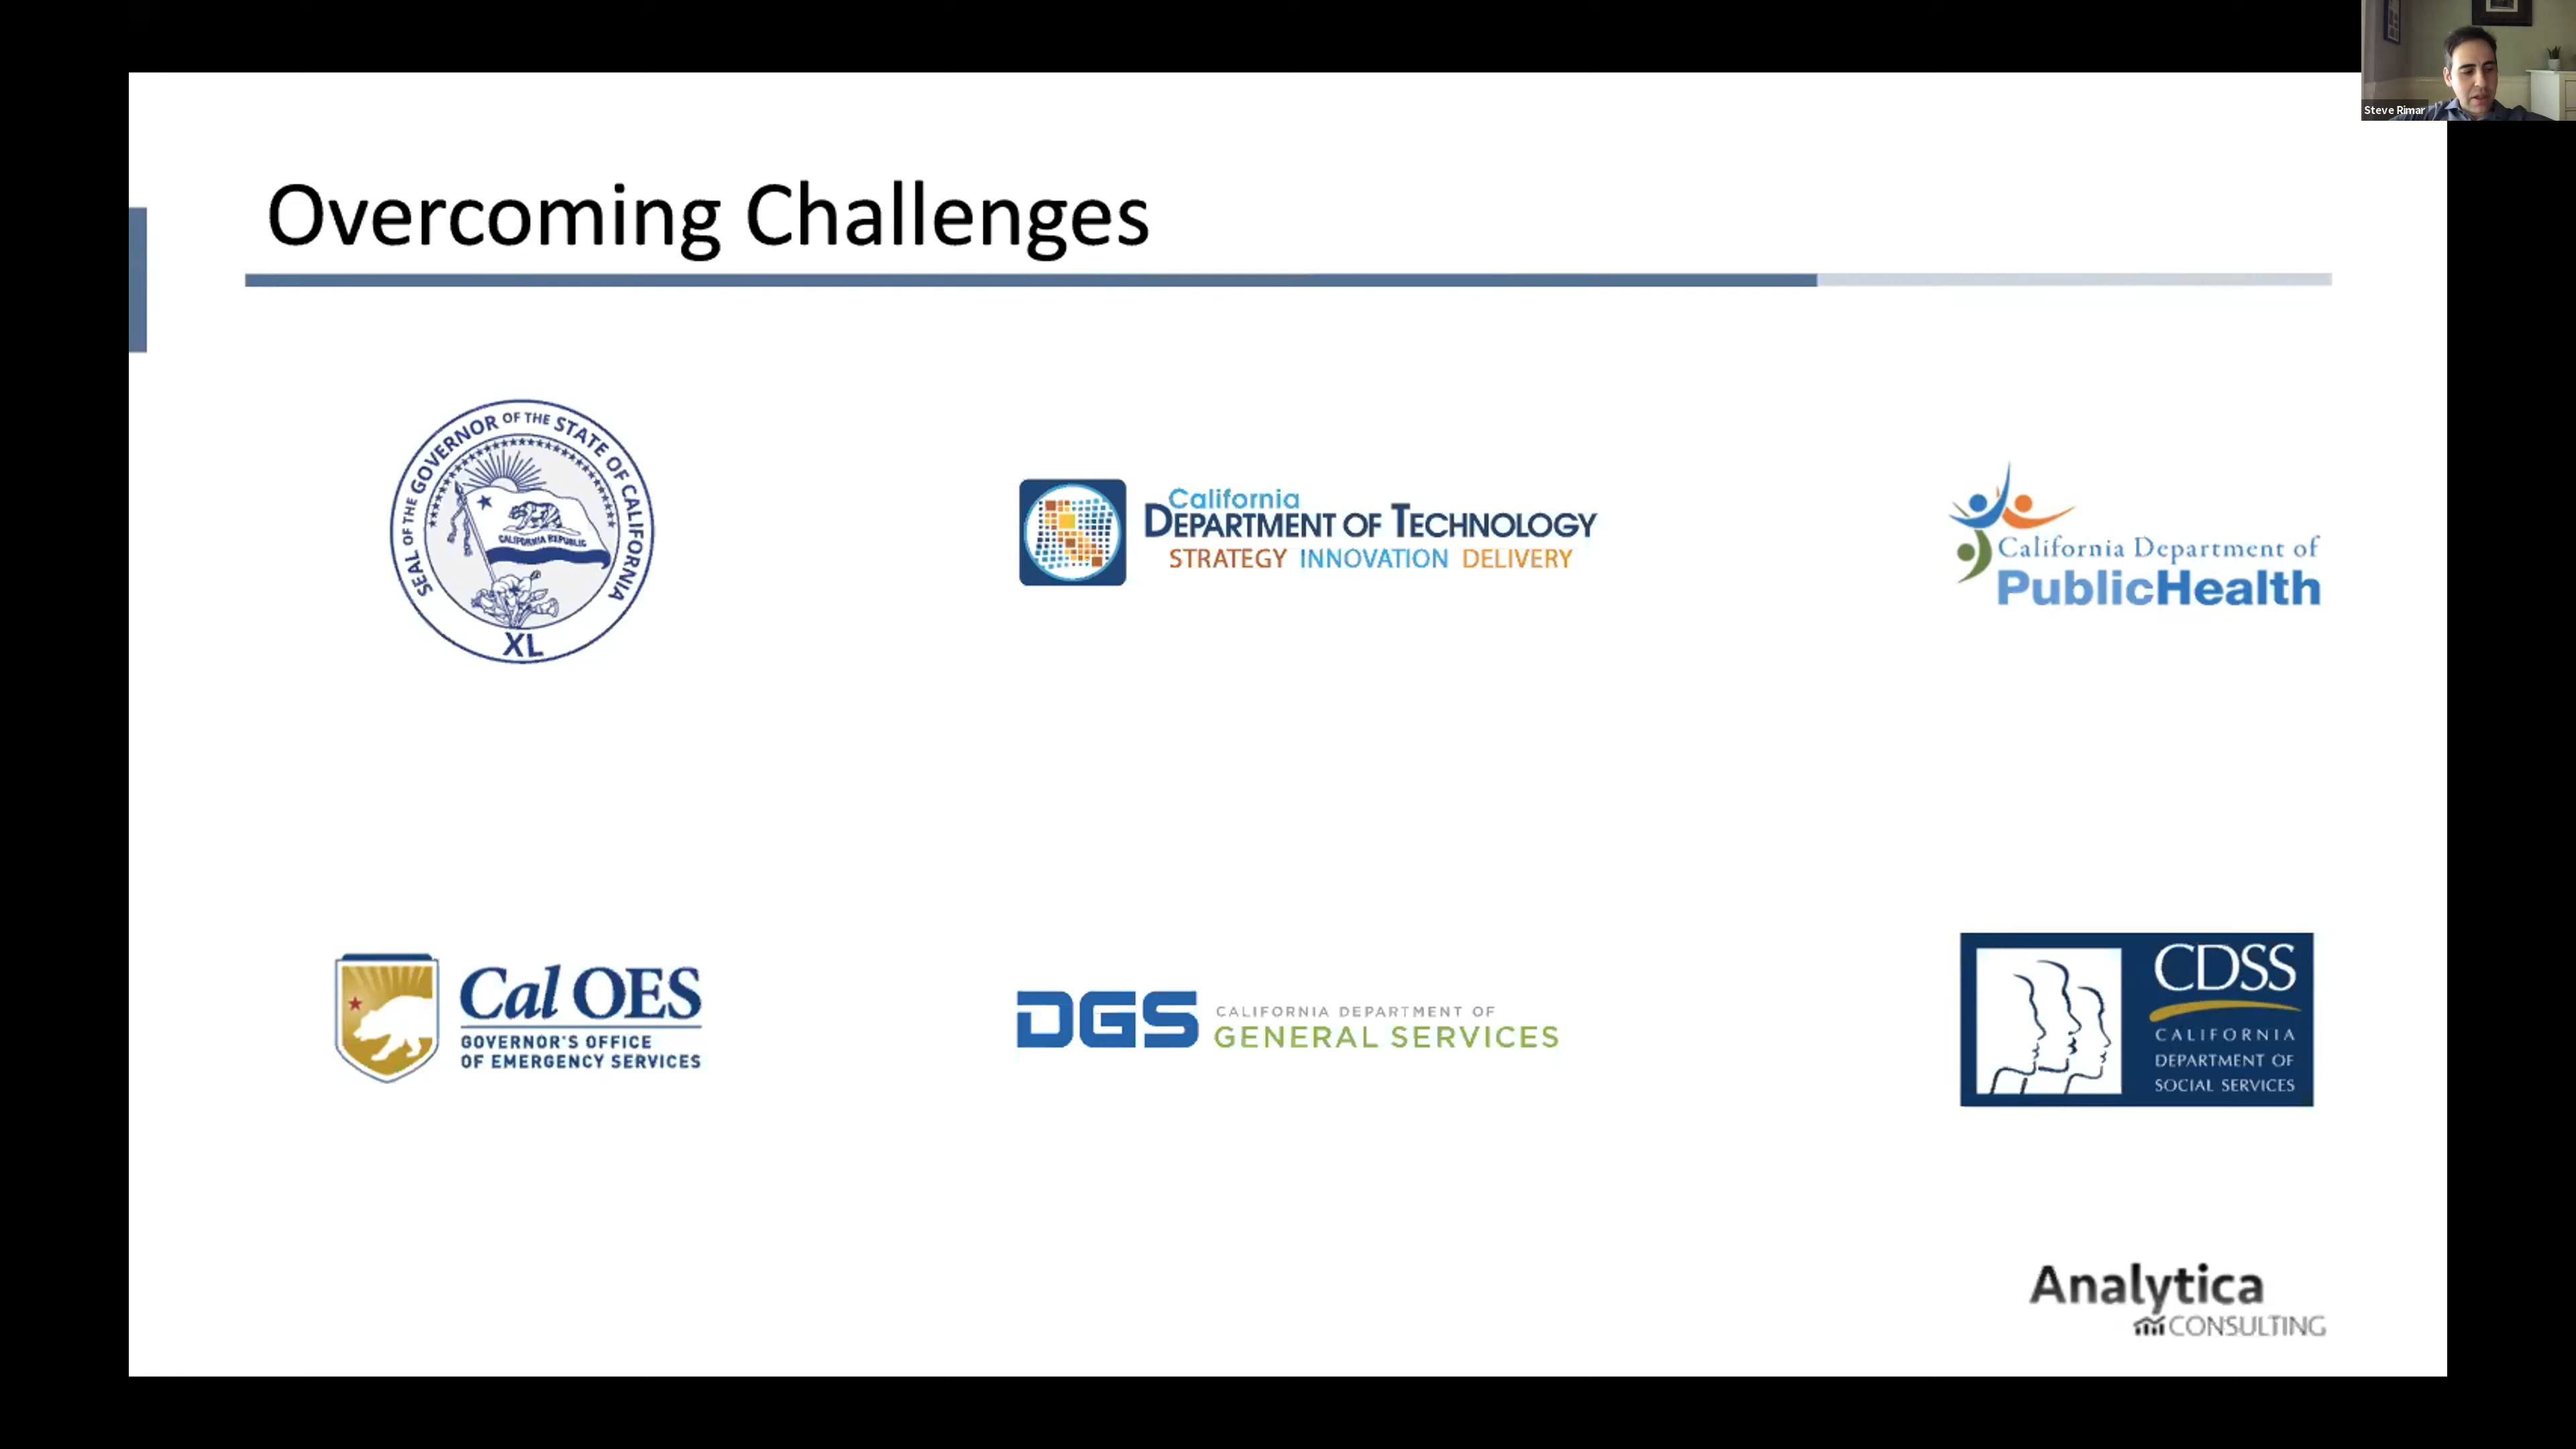 Steve Rimar
Overcoming Challenges
SEAL OF THE GOVERNOR OF THE STATE OF CALIFORNIA
CALIFORNIA REPUBLIC
XL
California
DEPARTMENT OF TECHNOLOGY
STRATEGY INNOVATION DELIVERY
California Department of
PublicHealth
Cal OES
GOVERNOR'S OFFICE
OF EMERGENCY SERVICES
DGS
CALIFORNIA DEPARTMENT OF
GENERAL SERVICES
CDSS
CALIFORNIA
DEPARTMENT OF
SOCIAL SERVICES
Analytica
CONSULTING